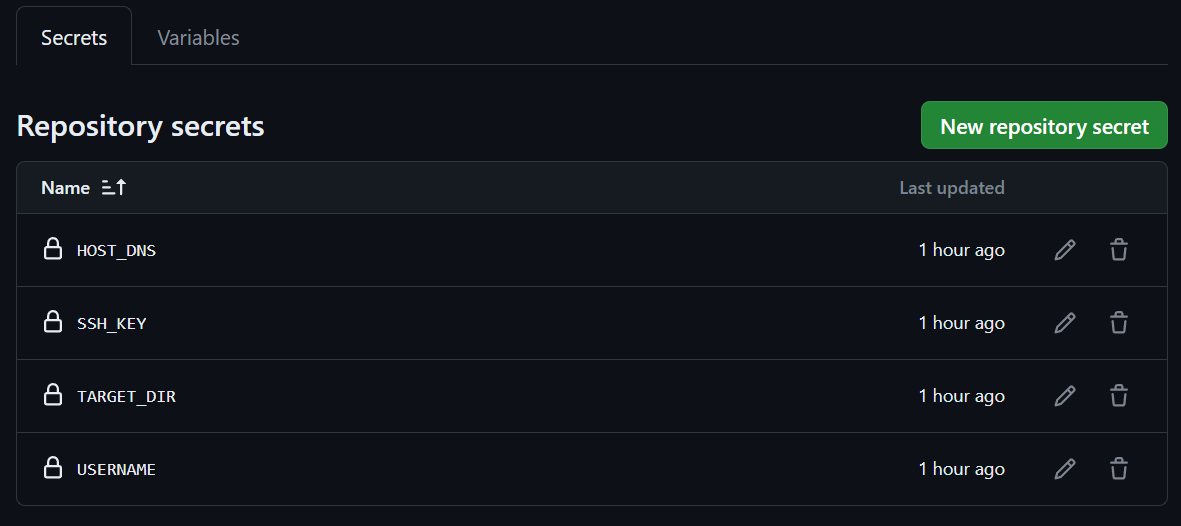 Secrets
Variables
Repository secrets
New repository secret
Name
Last updated
HOST_DNS
1 hour ago
SSH_KEY
1 hour ago
TARGET_DIR
1 hour ago
USERNAME
1 hour ago